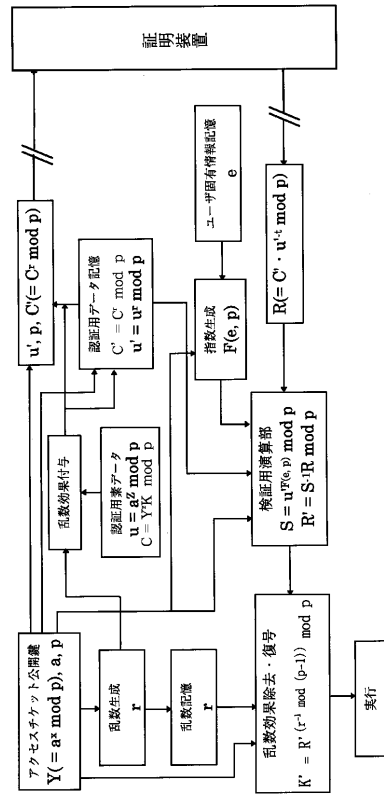 アクセスチケット公開鍵
Y(= a^x mod p), a, p
乱数生成
r
乱数記憶
r
乱数効果除去・復号
K' = R'^(r^-1 mod (p-1)) mod p
実行
乱数効果付与
認証用素データ
u = a^z mod p
C = Y^zK mod p
u', p, C'(= C^r mod p)
認証用データ記憶
C' = C^r mod p
u' = u^r mod p
指数生成
F(e, p)
検証用演算部
S = u'^F(e, p) mod p
R' = S^-1R mod p
ユーザ固有情報記憶
e
R(= C' · u'^-t mod p)
証明装置